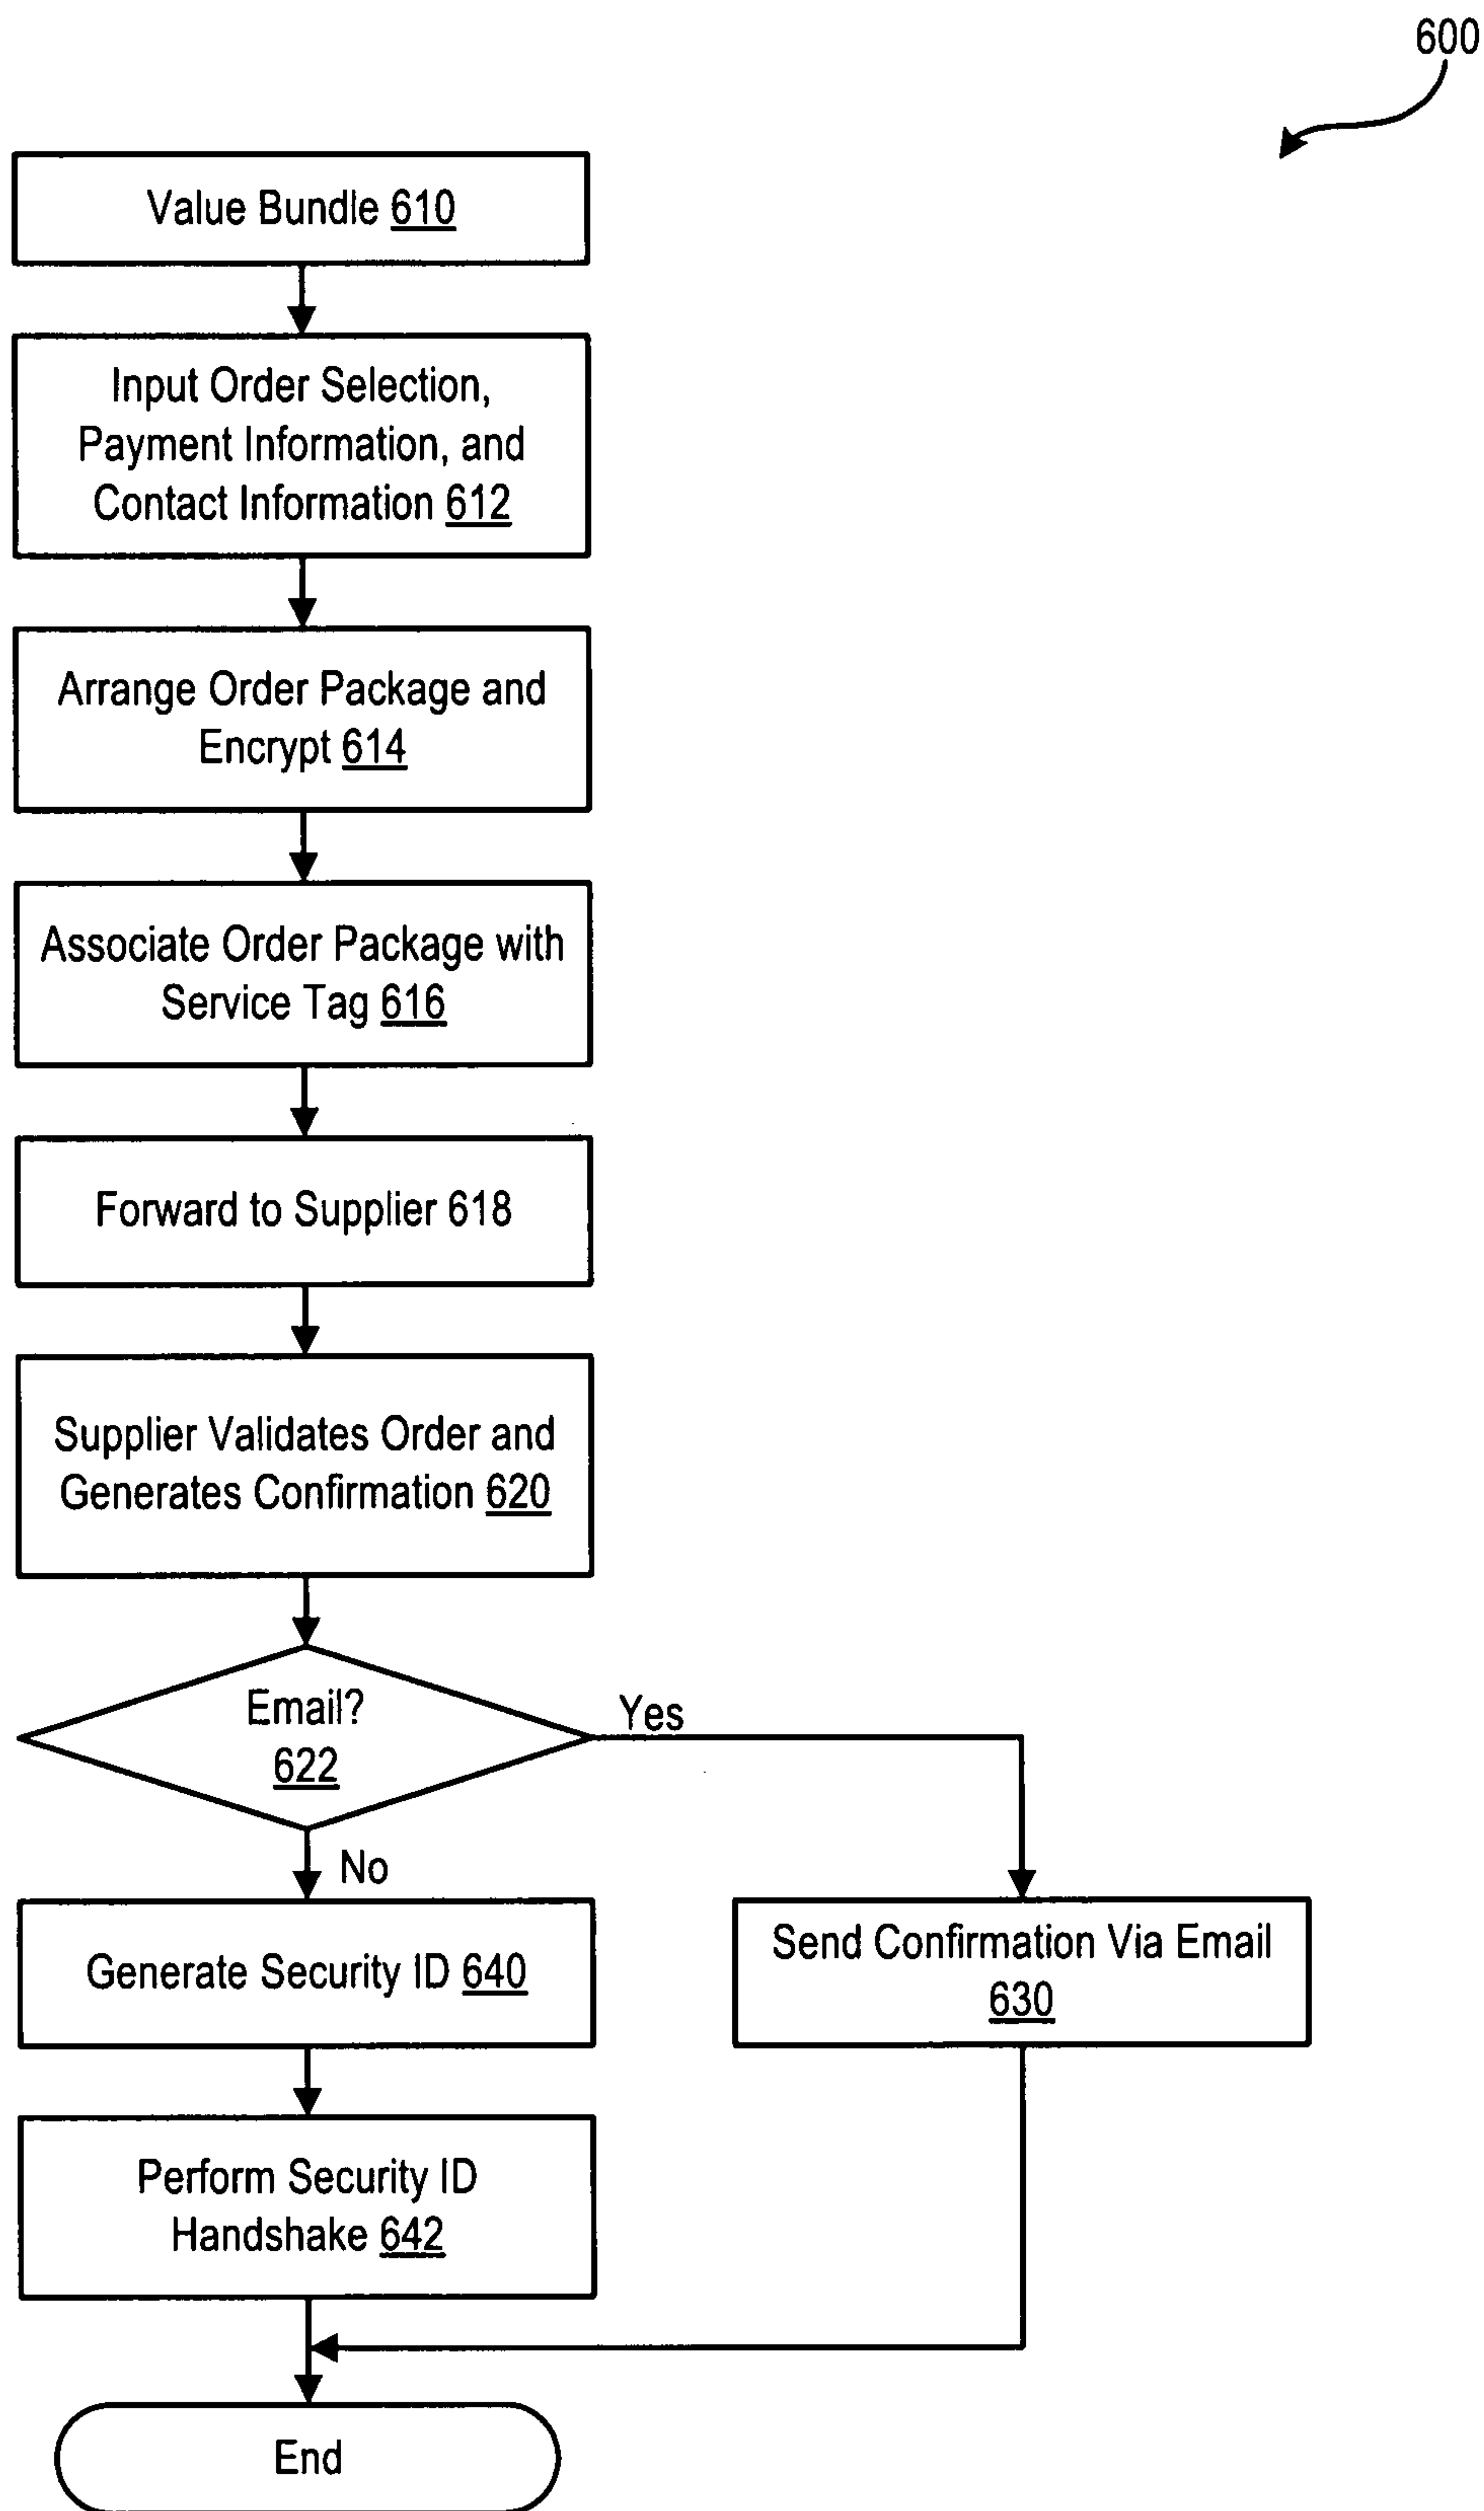 600
Value Bundle 610
Input Order Selection,
Payment Information, and
Contact Information 612
Arrange Order Package and
Encrypt 614
Associate Order Package with
Service Tag 616
Forward to Supplier 618
Supplier Validates Order and
Generates Confirmation 620
Email?
622
Yes
No
Generate Security ID 640
Send Confirmation Via Email
630
Perform Security ID
Handshake 642
End